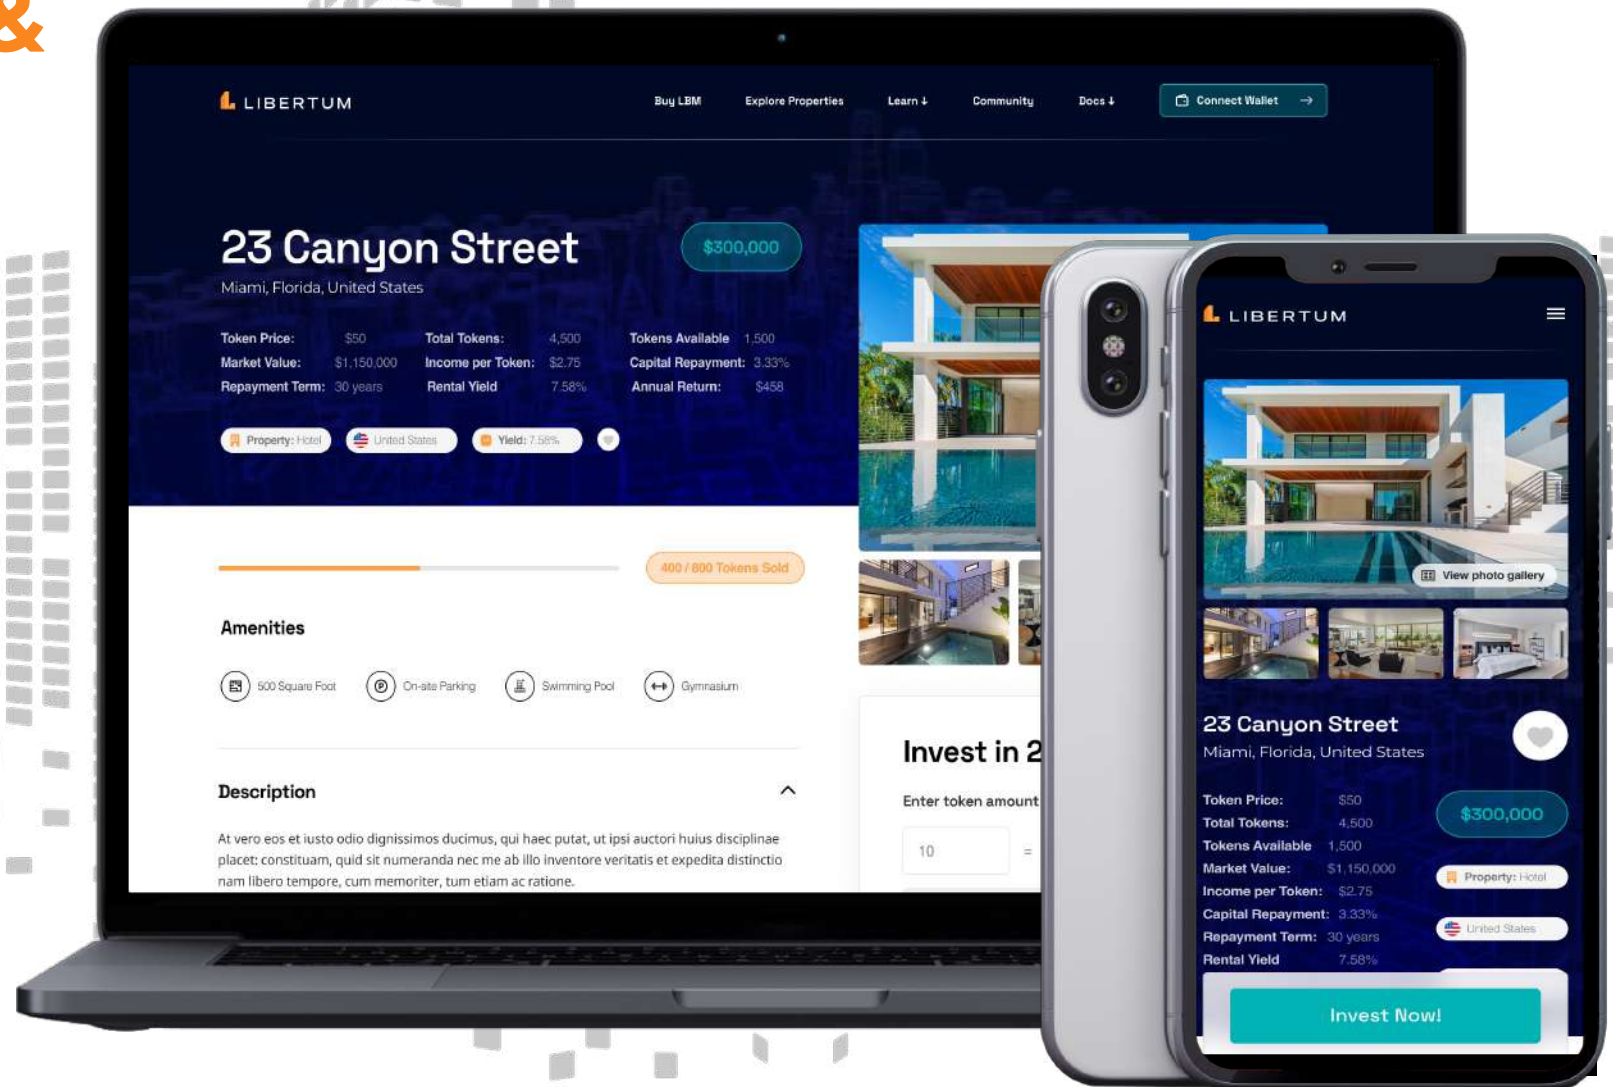 &
LIBERTUM
Buy LBM Explore Properties Learn ↓ Community Docs ↓ Connect Wallet →
23 Canyon Street
$300,000
Miami, Florida, United States
Token Price: $50 Total Tokens: 4,500 Tokens Available 1,500
Market Value: $1,150,000 Income per Token: $2.75 Capital Repayment: 3.33%
Repayment Term: 30 years Rental Yield 7.58% Annual Return: $458
Property: Hotel United States Yield: 7.58%
400 / 800 Tokens Sold
Amenities
500 Square Foot On-site Parking Swimming Pool Gymnasium
Description
At vero eos et iusto odio dignissimos ducimus, qui haec putat, ut ipsi auctori huius disciplinae
placet: constituam, quid sit numeranda nec me ab illo inventore veritatis et expedita distinctio
nam libero tempore, cum memoriter, tum etiam ac ratione.
Invest in 2
Enter token amount
10 =
LIBERTUM
View photo gallery
23 Canyon Street
Miami, Florida, United States
Token Price: $50
Total Tokens: 4,500
Tokens Available 1,500
Market Value: $1,150,000
Income per Token: $2.75
Capital Repayment: 3.33%
Repayment Term: 30 years
Rental Yield 7.58%
$300,000
Property: Hotel
United States
Invest Now!